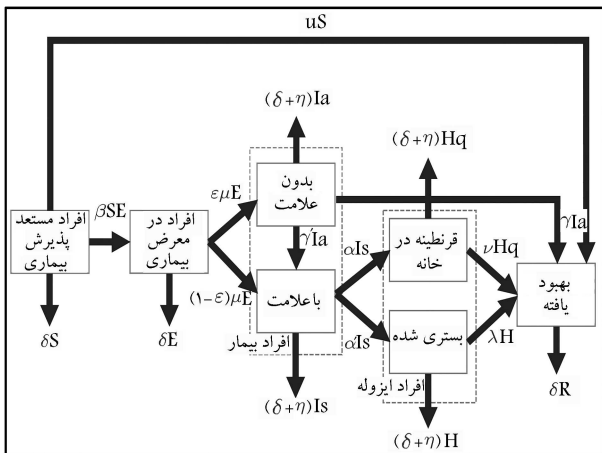 uS
(δ+η)Ia
(δ+η)Hq
بدون
علامت
εμE
βSE
افراد مستعد
پذیرش
بیماری
افراد در
معرض
بیماری
γ′Ia
αIs
قرنطینه در
خانه
νHq
γIa
بهبود
یافته
(1-ε)μE
باعلامت
α′Is
بستری شده
λH
افراد بیمار
افراد ایزوله
δS
δE
(δ+η)Is
(δ+η)H
δR